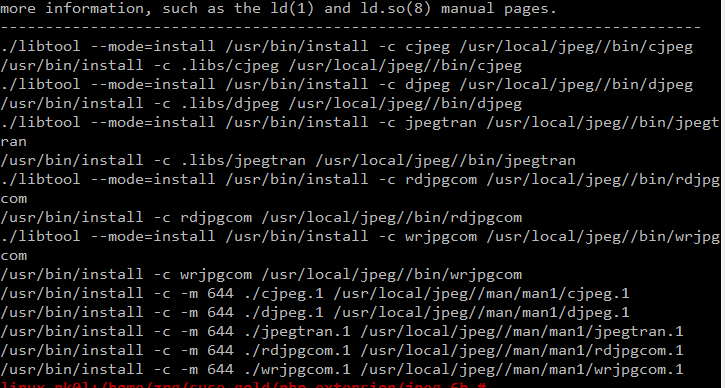 more information, such as the ld(1) and ld.so(8) manual pages.
----------------------------------------------------------------------
./libtool --mode=install /usr/bin/install -c cjpeg /usr/local/jpeg//bin/cjpeg
/usr/bin/install -c .libs/cjpeg /usr/local/jpeg//bin/cjpeg
./libtool --mode=install /usr/bin/install -c djpeg /usr/local/jpeg//bin/djpeg
/usr/bin/install -c .libs/djpeg /usr/local/jpeg//bin/djpeg
./libtool --mode=install /usr/bin/install -c jpegtran /usr/local/jpeg//bin/jpegt
ran
/usr/bin/install -c .libs/jpegtran /usr/local/jpeg//bin/jpegtran
./libtool --mode=install /usr/bin/install -c rdjpgcom /usr/local/jpeg//bin/rdjpg
com
/usr/bin/install -c rdjpgcom /usr/local/jpeg//bin/rdjpgcom
./libtool --mode=install /usr/bin/install -c wrjpgcom /usr/local/jpeg//bin/wrjpg
com
/usr/bin/install -c wrjpgcom /usr/local/jpeg//bin/wrjpgcom
/usr/bin/install -c -m 644 ./cjpeg.1 /usr/local/jpeg//man/man1/cjpeg.1
/usr/bin/install -c -m 644 ./djpeg.1 /usr/local/jpeg//man/man1/djpeg.1
/usr/bin/install -c -m 644 ./jpegtran.1 /usr/local/jpeg//man/man1/jpegtran.1
/usr/bin/install -c -m 644 ./rdjpgcom.1 /usr/local/jpeg//man/man1/rdjpgcom.1
/usr/bin/install -c -m 644 ./wrjpgcom.1 /usr/local/jpeg//man/man1/wrjpgcom.1